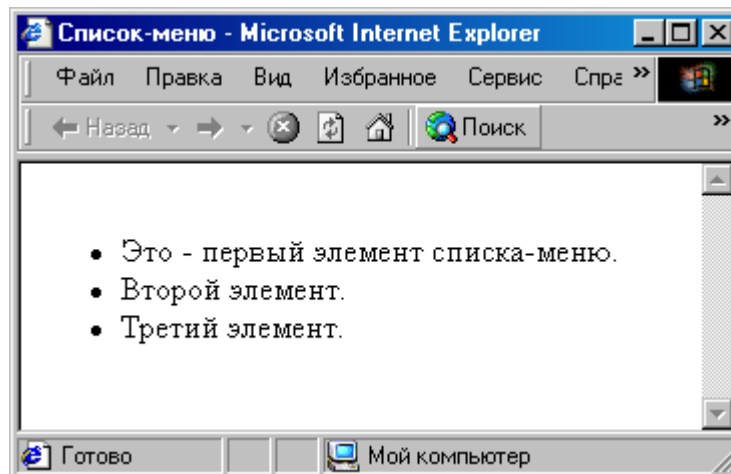 Список-меню - Microsoft Internet Explorer
Файл Правка Вид Избранное Сервис Спра »
Назад Поиск »
• Это - первый элемент списка-меню.
• Второй элемент.
• Третий элемент.
Готово Мой компьютер